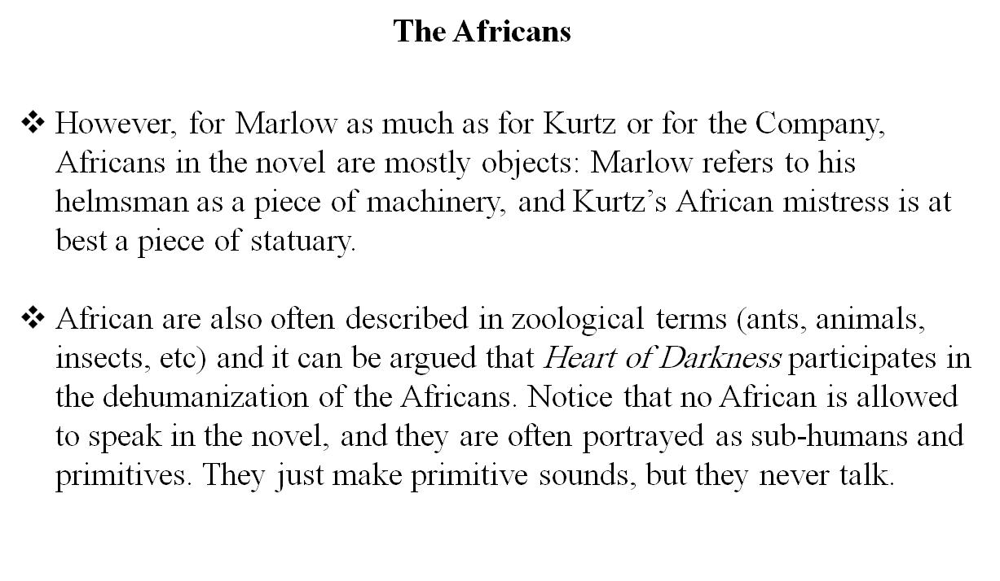 The Africans
❖ However, for Marlow as much as for Kurtz or for the Company,
Africans in the novel are mostly objects: Marlow refers to his
helmsman as a piece of machinery, and Kurtz’s African mistress is at
best a piece of statuary.
❖ African are also often described in zoological terms (ants, animals,
insects, etc) and it can be argued that Heart of Darkness participates in
the dehumanization of the Africans. Notice that no African is allowed
to speak in the novel, and they are often portrayed as sub-humans and
primitives. They just make primitive sounds, but they never talk.